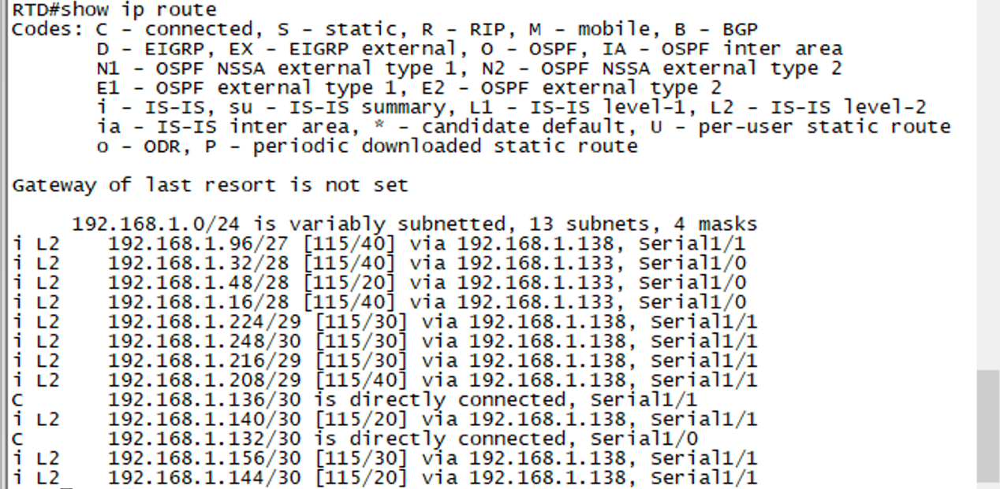 RTD#show ip route
Codes: C - connected, S - static, R - RIP, M - mobile, B - BGP
       D - EIGRP, EX - EIGRP external, O - OSPF, IA - OSPF inter area
       N1 - OSPF NSSA external type 1, N2 - OSPF NSSA external type 2
       E1 - OSPF external type 1, E2 - OSPF external type 2
       i - IS-IS, su - IS-IS summary, L1 - IS-IS level-1, L2 - IS-IS level-2
       ia - IS-IS inter area, * - candidate default, U - per-user static route
       o - ODR, P - periodic downloaded static route

Gateway of last resort is not set

     192.168.1.0/24 is variably subnetted, 13 subnets, 4 masks
i L2    192.168.1.96/27 [115/40] via 192.168.1.138, Serial1/1
i L2    192.168.1.32/28 [115/40] via 192.168.1.133, Serial1/0
i L2    192.168.1.48/28 [115/20] via 192.168.1.133, Serial1/0
i L2    192.168.1.16/28 [115/40] via 192.168.1.133, Serial1/0
i L2    192.168.1.224/29 [115/30] via 192.168.1.138, Serial1/1
i L2    192.168.1.248/30 [115/30] via 192.168.1.138, Serial1/1
i L2    192.168.1.216/29 [115/30] via 192.168.1.138, Serial1/1
i L2    192.168.1.208/29 [115/40] via 192.168.1.138, Serial1/1
C       192.168.1.136/30 is directly connected, Serial1/1
i L2    192.168.1.140/30 [115/20] via 192.168.1.138, Serial1/1
C       192.168.1.132/30 is directly connected, Serial1/0
i L2    192.168.1.156/30 [115/30] via 192.168.1.138, Serial1/1
i L2    192.168.1.144/30 [115/20] via 192.168.1.138, Serial1/1